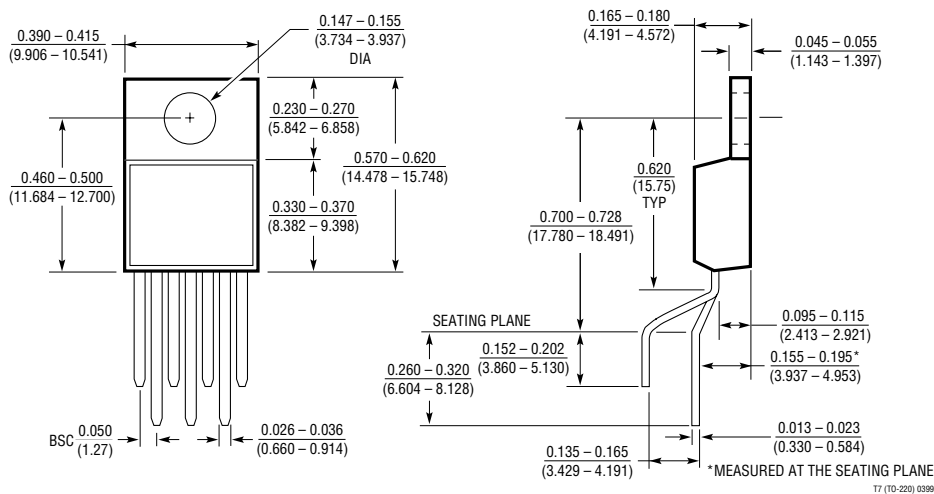 0.390 – 0.415
(9.906 – 10.541)
0.147 – 0.155
(3.734 – 3.937)
DIA
0.230 – 0.270
(5.842 – 6.858)
0.570 – 0.620
(14.478 – 15.748)
0.460 – 0.500
(11.684 – 12.700)
0.330 – 0.370
(8.382 – 9.398)
BSC 0.050
(1.27)
0.026 – 0.036
(0.660 – 0.914)
0.165 – 0.180
(4.191 – 4.572)
0.045 – 0.055
(1.143 – 1.397)
0.620
(15.75)
TYP
0.700 – 0.728
(17.780 – 18.491)
SEATING PLANE
0.152 – 0.202
(3.860 – 5.130)
0.260 – 0.320
(6.604 – 8.128)
0.095 – 0.115
(2.413 – 2.921)
0.155 – 0.195*
(3.937 – 4.953)
0.013 – 0.023
(0.330 – 0.584)
0.135 – 0.165
(3.429 – 4.191)
*MEASURED AT THE SEATING PLANE
T7 (TO-220) 0399